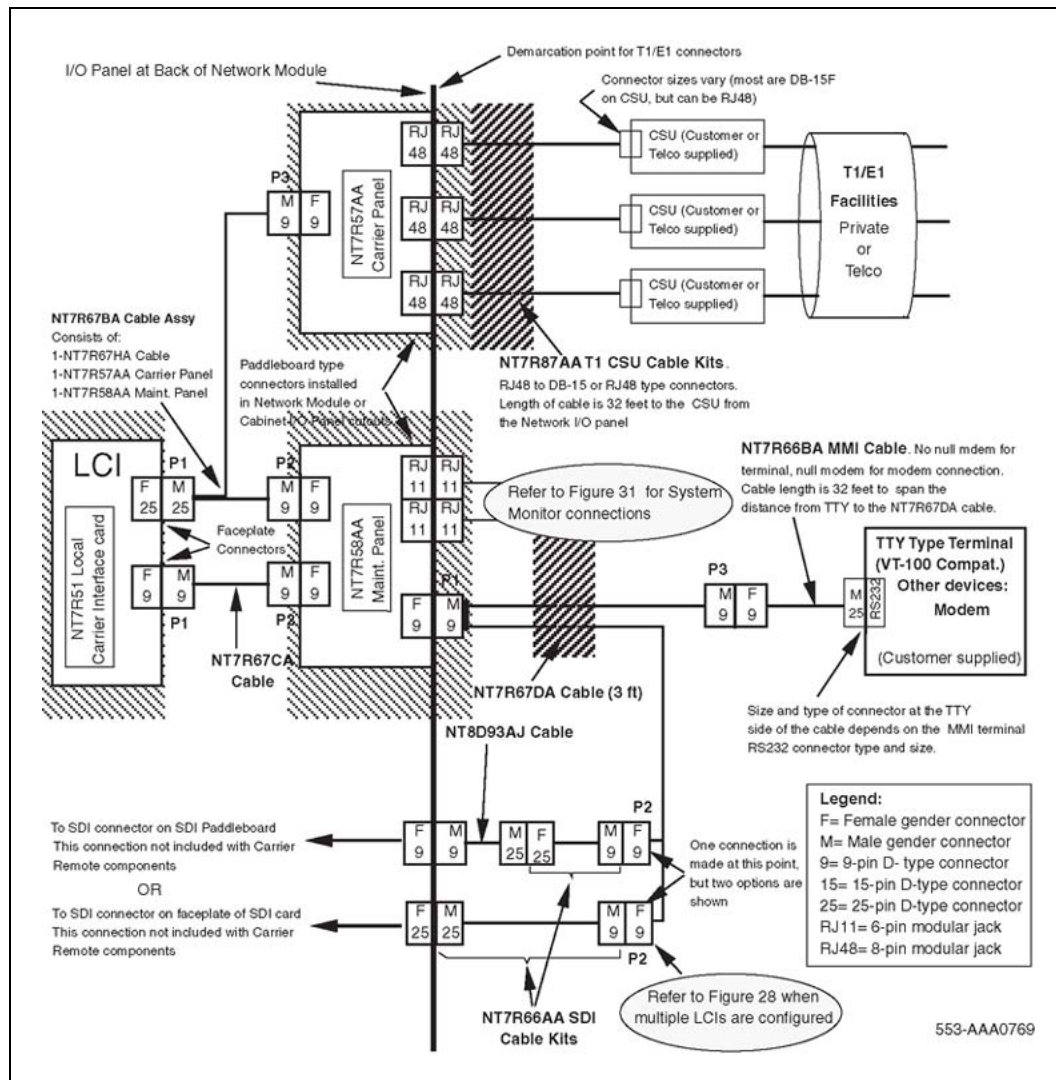 Demarcation point for T1/E1 connectors
I/O Panel at Back of Network Module
Connector sizes vary (most are DB-15F
on CSU, but can be RJ48)
RJ
48
RJ
48
CSU (Customer or
Telco supplied)
P3
M
9
F
9
NT7R57AA
Carrier Panel
RJ
48
RJ
48
CSU (Customer or
Telco supplied)
T1/E1
Facilities
Private
or
Telco
RJ
48
RJ
48
CSU (Customer or
Telco supplied)
NT7R67BA Cable Assy
Consists of:
1-NT7R67HA Cable
1-NT7R57AA Carrier Panel
1-NT7R58AA Maint. Panel
Paddleboard type
connectors installed
in Network Module or
Cabinet I/O Panel cutouts
NT7R87AA T1 CSU Cable Kits.
RJ48 to DB-15 or RJ48 type connectors.
Length of cable is 32 feet to the CSU from
the Network I/O panel
NT7R66BA MMI Cable. No null mdem for
terminal, null modem for modem connection.
Cable length is 32 feet to span the
distance from TTY to the NT7R67DA cable.
LCI
NT7R51 Local
Carrier Interface card
P1
F
25
M
25
P2
M
9
F
9
Faceplate
Connectors
F
9
M
9
P1
M
9
F
9
P2
NT7R58AA
Maint. Panel
RJ
11
RJ
11
RJ
11
RJ
11
Refer to Figure 31 for System
Monitor connections
P1
F
9
M
9
P3
M
9
F
9
M
25
RS232
TTY Type Terminal
(VT-100 Compat.)
Other devices:
Modem
(Customer supplied)
NT7R67CA
Cable
NT7R67DA Cable (3 ft)
Size and type of connector at the TTY
side of the cable depends on the MMI terminal
RS232 connector type and size.
NT8D93AJ Cable
To SDI connector on SDI Paddleboard
This connection not included with Carrier
Remote components
OR
To SDI connector on faceplate of SDI card
This connection not included with Carrier
Remote components
F
9
M
9
M
25
F
25
P2
M
9
F
9
One connection is
made at this point,
but two options are
shown
F
25
M
25
M
9
F
9
P2
NT7R66AA SDI
Cable Kits
Refer to Figure 28 when
multiple LCIs are configured
Legend:
F= Female gender connector
M= Male gender connector
9= 9-pin D- type connector
15= 15-pin D-type connector
25= 25-pin D-type connector
RJ11= 6-pin modular jack
RJ48= 8-pin modular jack
553-AAA0769